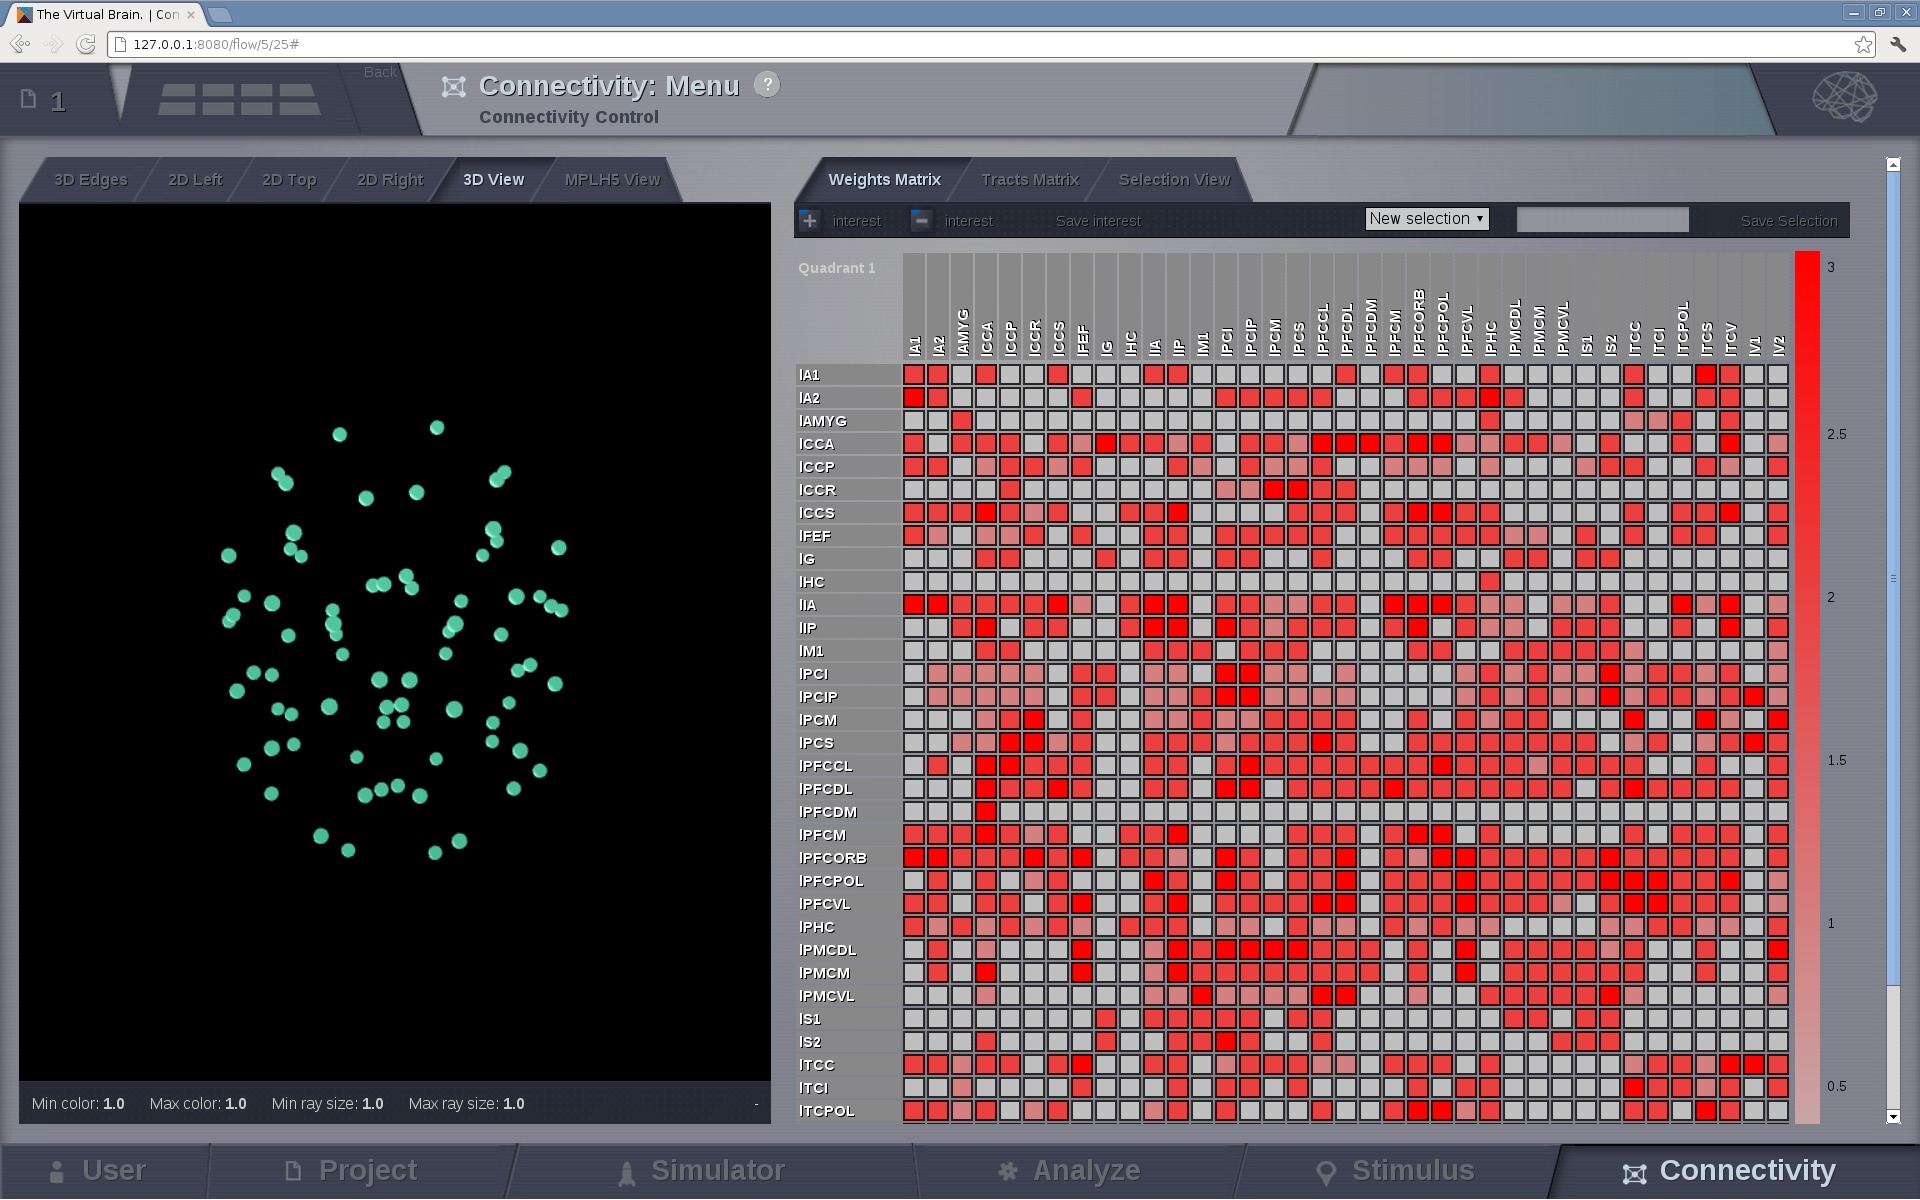 The Virtual Brain. | Con
127.0.0.1:8080/flow/5/25#
1
Back
Connectivity: Menu ?
Connectivity Control
3D Edges 2D Left 2D Top 2D Right 3D View MPLH5 View
Weights Matrix Tracts Matrix Selection View
interest interest Save interest New selection Save Selection
Quadrant 1
lA1 lA2 lAMYG lCCA lCCP lCCR lCCS lFEF lG lHC lIA lIP lM1 lPCI lPCIP lPCM lPCS lPFCCL lPFCDL lPFCDM lPFCM lPFCORB lPFCPOL lPFCVL lPHC lPMCDL lPMCM lPMCVL lS1 lS2 lTCC lTCI lTCPOL lTCS lTCV lV1 lV2
lA1
lA2
lAMYG
lCCA
lCCP
lCCR
lCCS
lFEF
lG
lHC
lIA
lIP
lM1
lPCI
lPCIP
lPCM
lPCS
lPFCCL
lPFCDL
lPFCDM
lPFCM
lPFCORB
lPFCPOL
lPFCVL
lPHC
lPMCDL
lPMCM
lPMCVL
lS1
lS2
lTCC
lTCI
lTCPOL
3
2.5
2
1.5
1
0.5
Min color: 1.0 Max color: 1.0 Min ray size: 1.0 Max ray size: 1.0 -
User Project Simulator Analyze Stimulus Connectivity